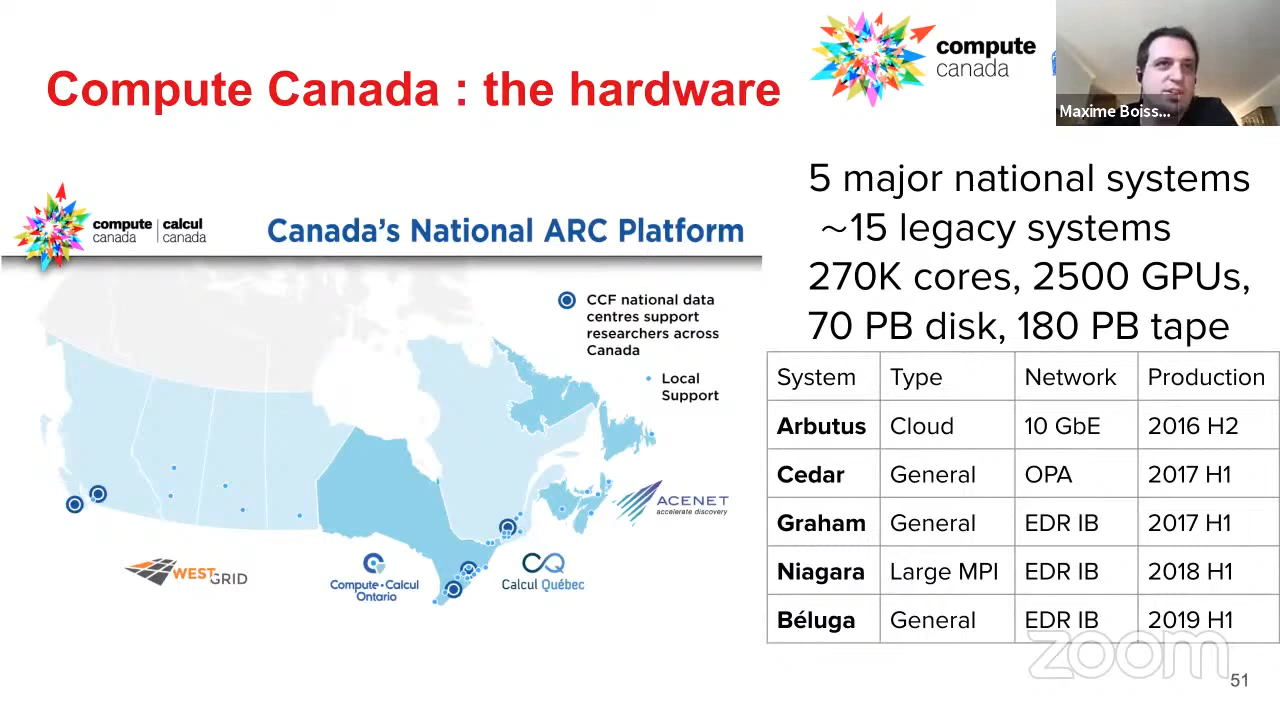 Compute Canada : the hardware
compute
canada
Maxime Boiss...
compute | calcul
canada | canada
Canada's National ARC Platform
CCF national data
centres support
researchers across
Canada
Local
Support
ACENET
accelerate discovery
WESTGRID
Compute • Calcul
Ontario
Calcul Québec
5 major national systems
~15 legacy systems
270K cores, 2500 GPUs,
70 PB disk, 180 PB tape
System Type Network Production
Arbutus Cloud 10 GbE 2016 H2
Cedar General OPA 2017 H1
Graham General EDR IB 2017 H1
Niagara Large MPI EDR IB 2018 H1
Béluga General EDR IB 2019 H1
zoom
51